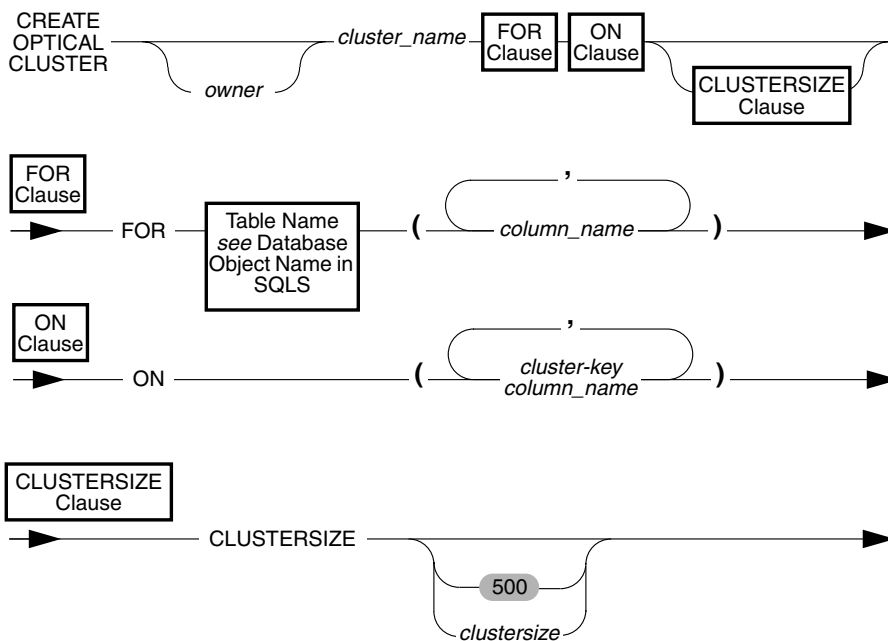 CREATE
OPTICAL
CLUSTER
owner
cluster_name
FOR
Clause
ON
Clause
CLUSTERSIZE
Clause
FOR
Clause
FOR
Table Name
see Database
Object Name in
SQLS
(
,
column_name
)
ON
Clause
ON
(
,
cluster-key
column_name
)
CLUSTERSIZE
Clause
CLUSTERSIZE
500
clustersize